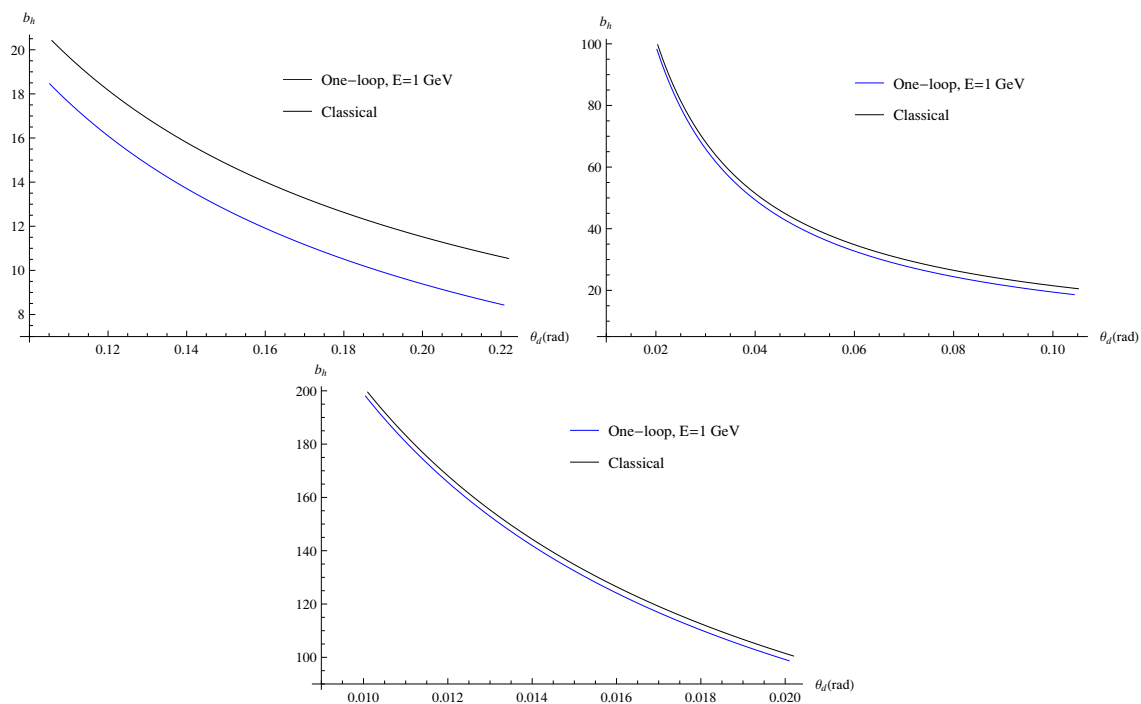 b_h
20
18
16
14
12
10
8
One−loop, E=1 GeV
Classical
0.12 0.14 0.16 0.18 0.20 0.22
θ_d(rad)
b_h
100
80
60
40
20
One−loop, E=1 GeV
Classical
0.02 0.04 0.06 0.08 0.10
θ_d(rad)
b_h
200
180
160
140
120
100
One−loop, E=1 GeV
Classical
0.010 0.012 0.014 0.016 0.018 0.020
θ_d(rad)